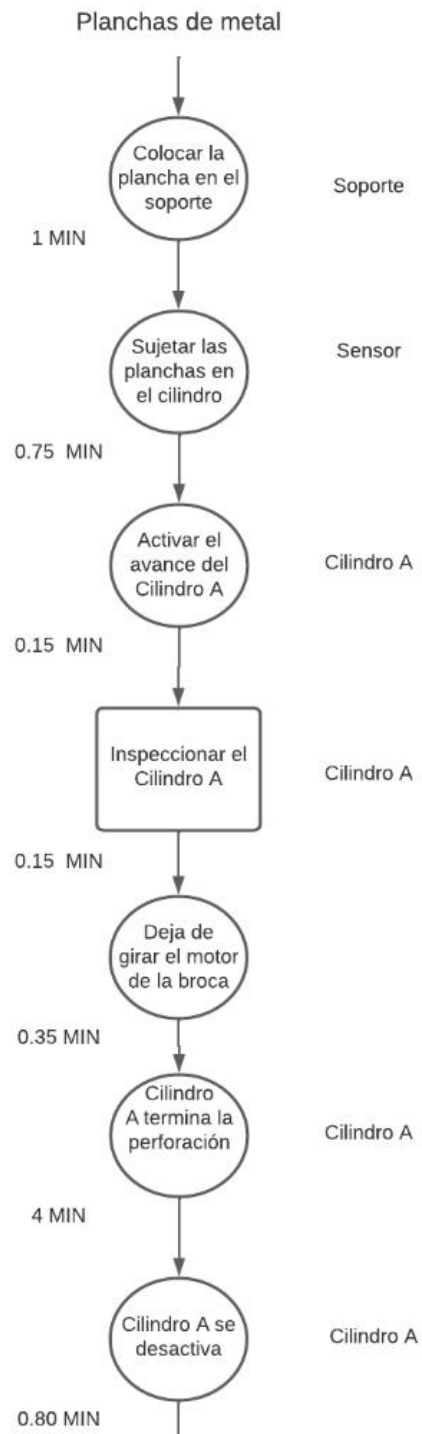 Planchas de metal
Colocar la
plancha en el
soporte
Soporte
1 MIN
Sujetar las
planchas en
el cilindro
Sensor
0.75 MIN
Activar el
avance del
Cilindro A
Cilindro A
0.15 MIN
Inspeccionar el
Cilindro A
Cilindro A
0.15 MIN
Deja de
girar el motor
de la broca
0.35 MIN
Cilindro
A termina la
perforación
Cilindro A
4 MIN
Cilindro A se
desactiva
Cilindro A
0.80 MIN